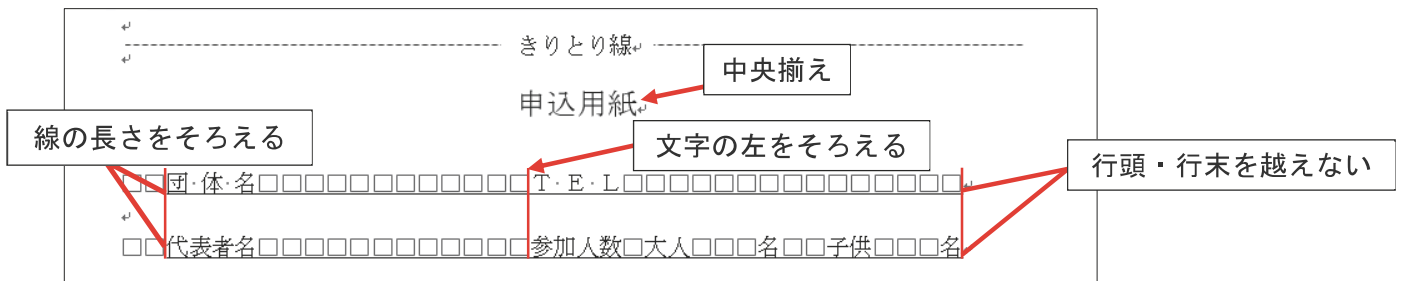 ---------------------------------------- きりとり線↵ ----------------------------------------
中央揃え
申込用紙↵
線の長さをそろえる
文字の左をそろえる
行頭・行末を越えない
□□団·体·名□□□□□□□□□□□□T·E·L□□□□□□□□□□□□□□□↵
□□代表者名□□□□□□□□□□□□参加人数□大人□□□名□□子供□□□名